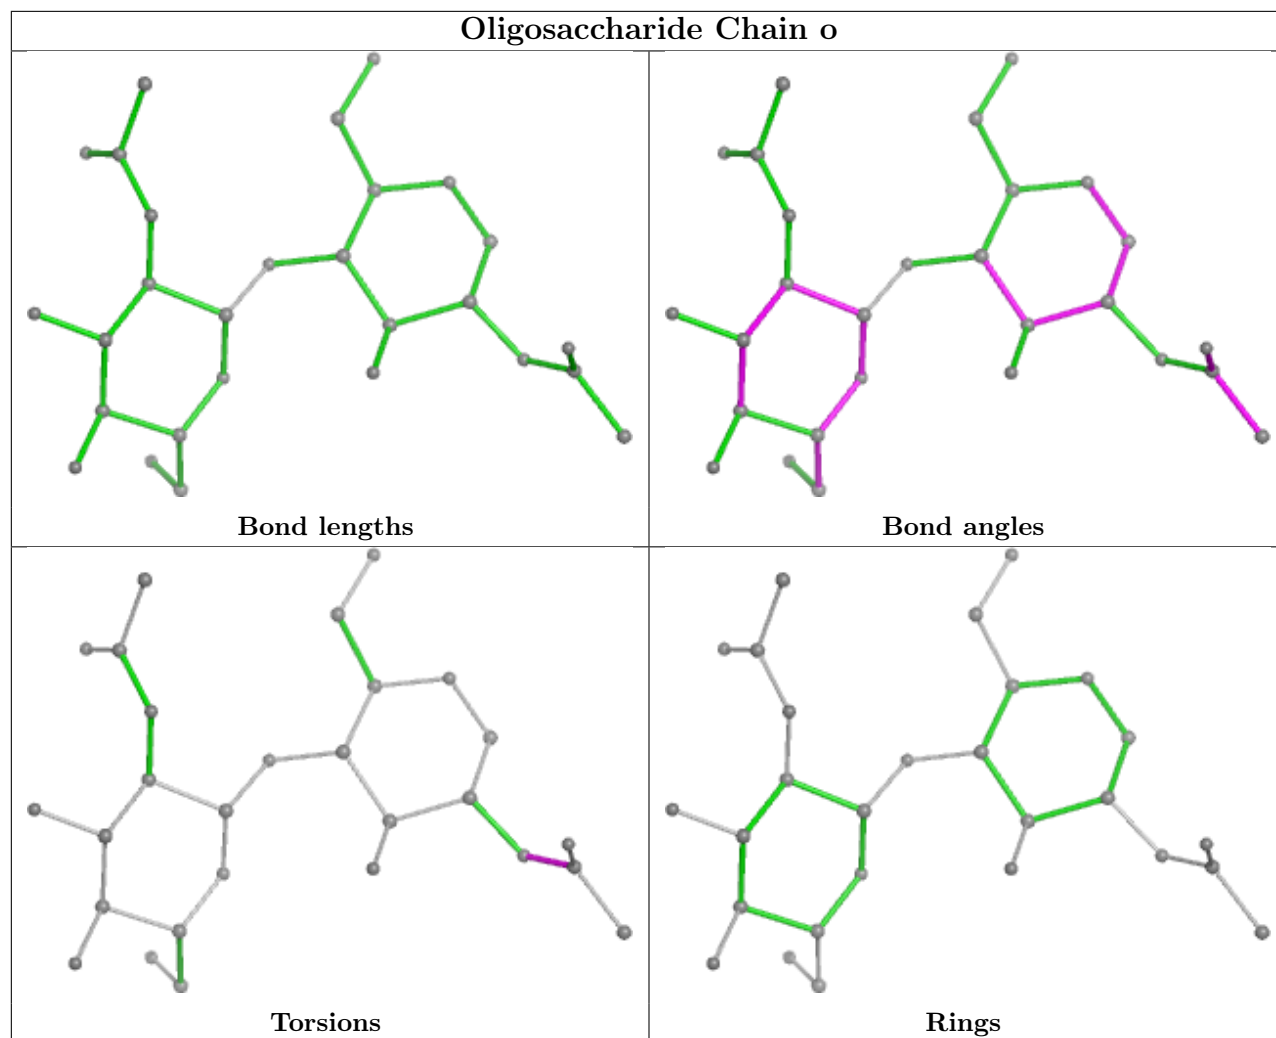 Oligosaccharide Chain o
Bond lengths
Bond angles
Torsions
Rings